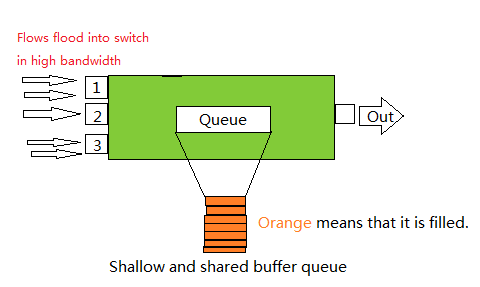 Flows flood into switch
in high bandwidth
1
2
3
Queue
Out
Orange means that it is filled.
Shallow and shared buffer queue